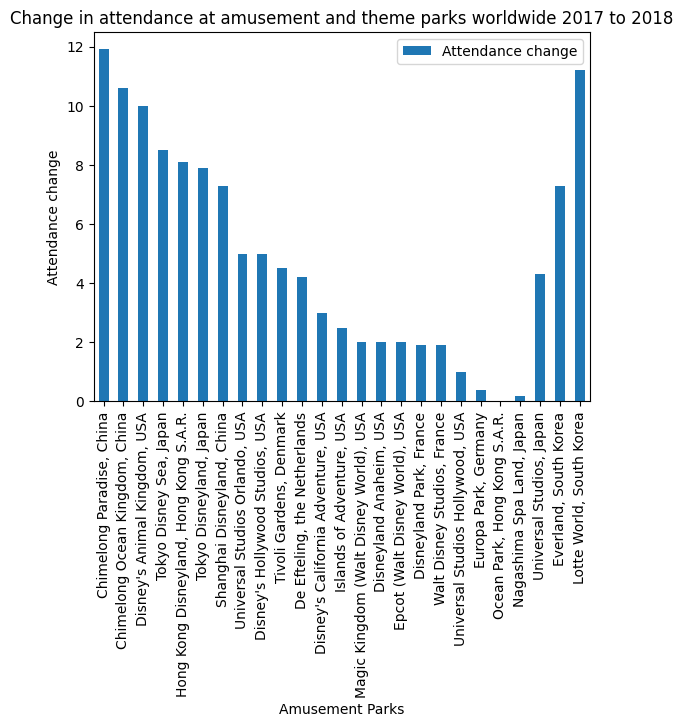 Change in attendance at amusement and theme parks worldwide 2017 to 2018
Attendance change
12
10
8
6
4
2
0
Attendance change
Chimelong Paradise, China
Chimelong Ocean Kingdom, China
Disney's Animal Kingdom, USA
Tokyo Disney Sea, Japan
Hong Kong Disneyland, Hong Kong S.A.R.
Tokyo Disneyland, Japan
Shanghai Disneyland, China
Universal Studios Orlando, USA
Disney's Hollywood Studios, USA
Tivoli Gardens, Denmark
De Efteling, the Netherlands
Disney's California Adventure, USA
Islands of Adventure, USA
Magic Kingdom (Walt Disney World), USA
Disneyland Anaheim, USA
Epcot (Walt Disney World), USA
Disneyland Park, France
Walt Disney Studios, France
Universal Studios Hollywood, USA
Europa Park, Germany
Ocean Park, Hong Kong S.A.R.
Nagashima Spa Land, Japan
Universal Studios, Japan
Everland, South Korea
Lotte World, South Korea
Amusement Parks